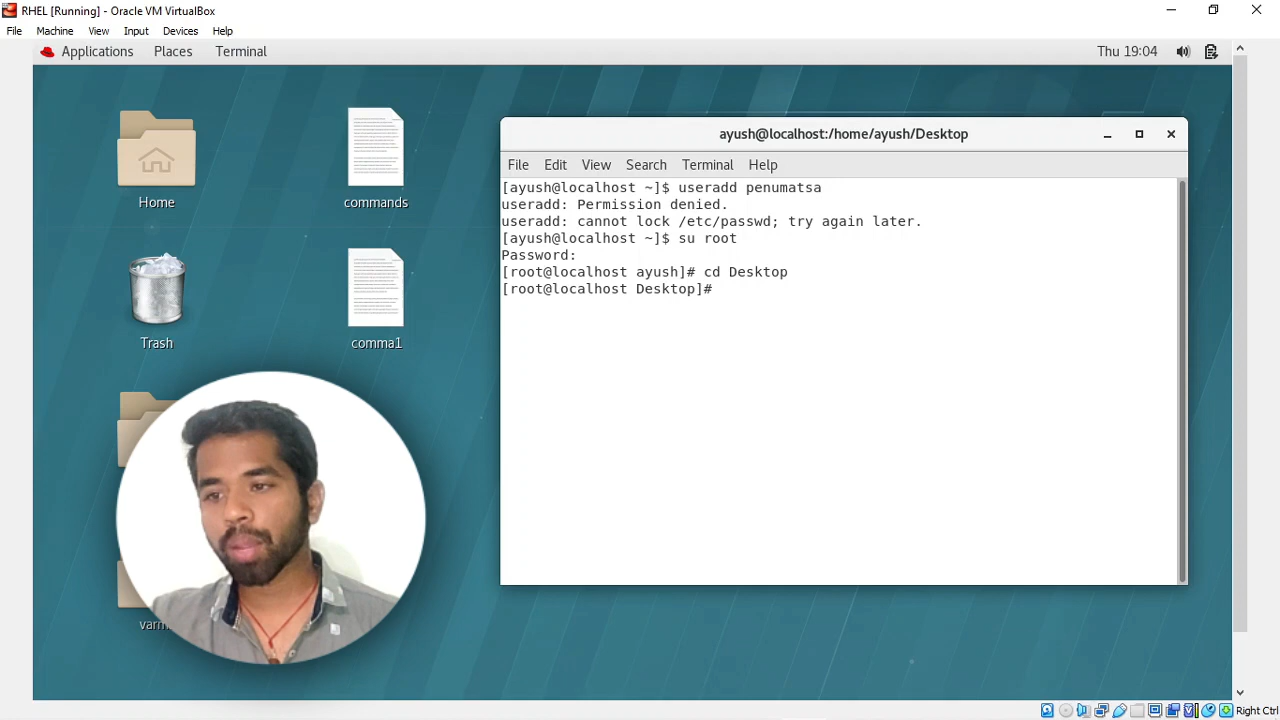 RHEL [Running] - Oracle VM VirtualBox
File Machine View Input Devices Help
Applications Places Terminal
Thu 19:04
Home
commands
Trash
comma1
ayush@localhost:/home/ayush/Desktop
File Edit View Search Terminal Help
[ayush@localhost ~]$ useradd penumatsa
useradd: Permission denied.
useradd: cannot lock /etc/passwd; try again later.
[ayush@localhost ~]$ su root
Password:
[root@localhost ayush]# cd Desktop
[root@localhost Desktop]#
Right Ctrl